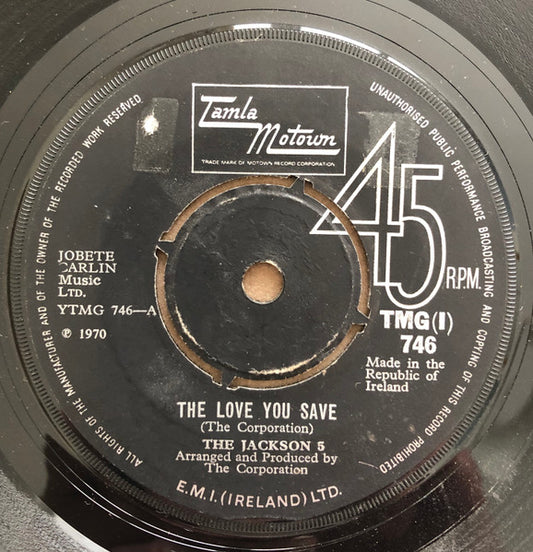 ALL RIGHTS OF THE MANUFACTURER AND OF THE OWNER OF THE RECORDED WORK RESERVED
UNAUTHORISED PUBLIC PERFORMANCE BROADCASTING AND COPYING OF THIS RECORD PROHIBITED
Tamla
Motown
TRADE MARK OF MOTOWN RECORD CORPORATION
45
R.P.M.
JOBETE
CARLIN
Music
LTD.
YTMG 746—A
℗ 1970
TMG(I)
746
Made in the
Republic of
Ireland
THE LOVE YOU SAVE
(The Corporation)
THE JACKSON 5
Arranged and Produced by
The Corporation
E.M.I.(IRELAND) LTD.